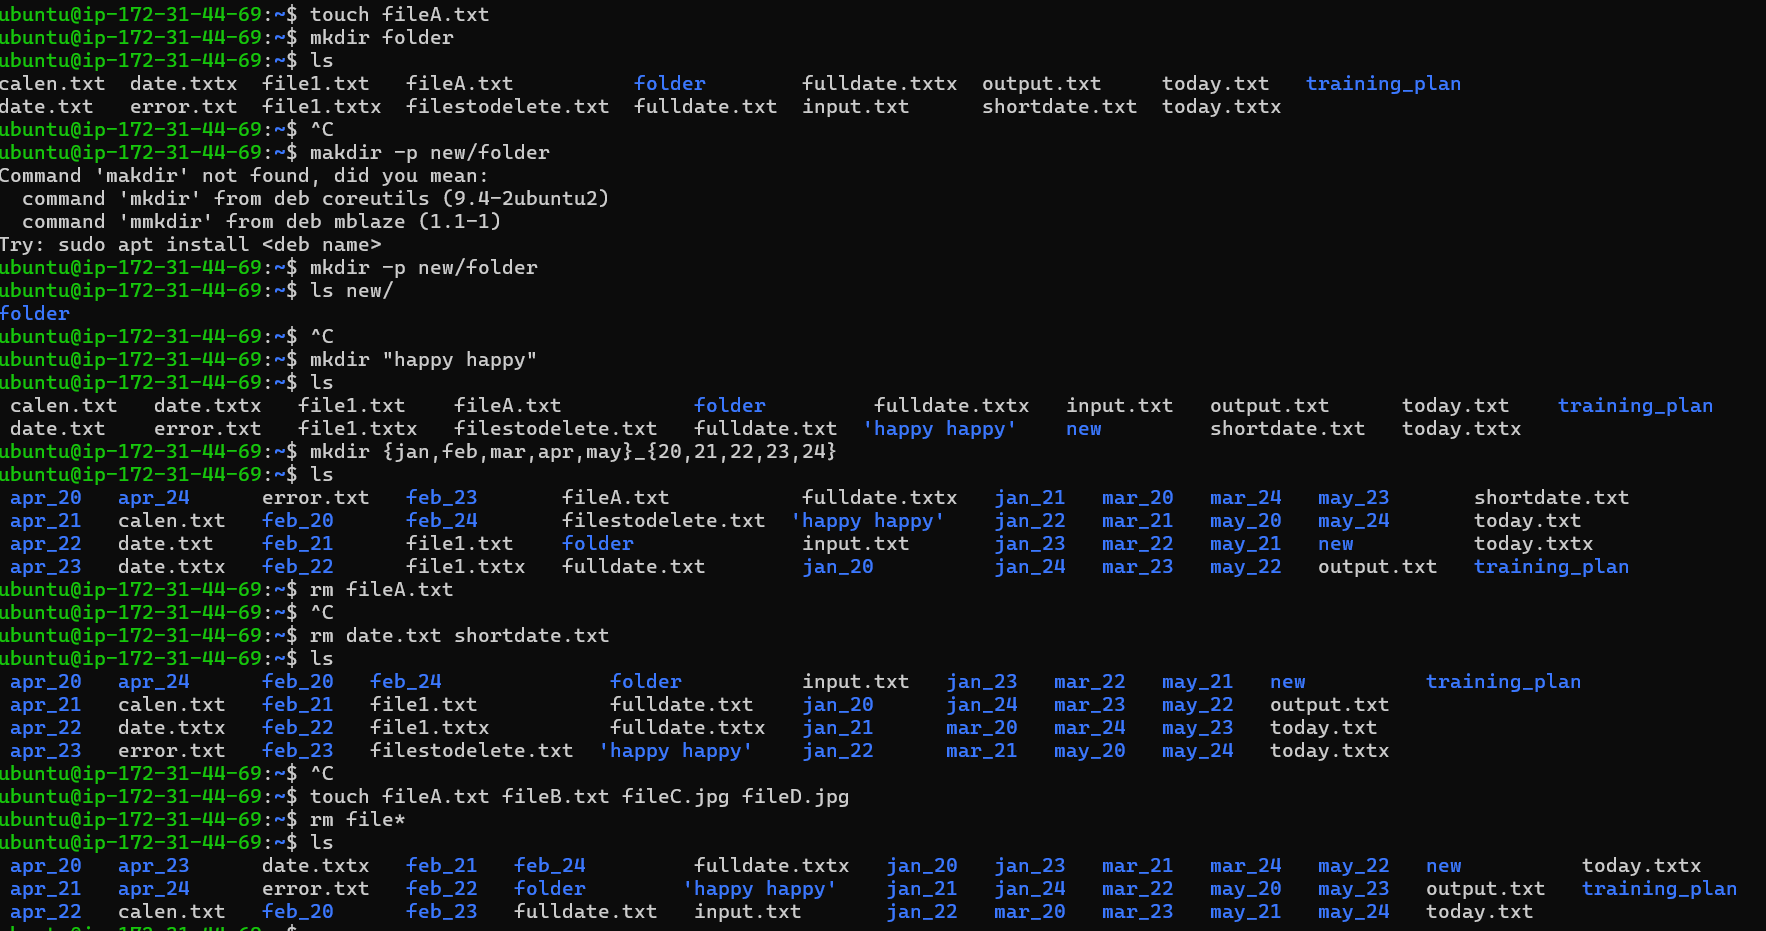 ubuntu@ip-172-31-44-69:~$ touch fileA.txt
ubuntu@ip-172-31-44-69:~$ mkdir folder
ubuntu@ip-172-31-44-69:~$ ls
calen.txt  date.txtx  file1.txt   fileA.txt          folder        fulldate.txtx  output.txt     today.txt   training_plan
date.txt   error.txt  file1.txtx  filestodelete.txt  fulldate.txt  input.txt      shortdate.txt  today.txtx
ubuntu@ip-172-31-44-69:~$ ^C
ubuntu@ip-172-31-44-69:~$ makdir -p new/folder
Command 'makdir' not found, did you mean:
  command 'mkdir' from deb coreutils (9.4-2ubuntu2)
  command 'mmkdir' from deb mblaze (1.1-1)
Try: sudo apt install <deb name>
ubuntu@ip-172-31-44-69:~$ mkdir -p new/folder
ubuntu@ip-172-31-44-69:~$ ls new/
folder
ubuntu@ip-172-31-44-69:~$ ^C
ubuntu@ip-172-31-44-69:~$ mkdir "happy happy"
ubuntu@ip-172-31-44-69:~$ ls
 calen.txt   date.txtx   file1.txt    fileA.txt           folder         fulldate.txtx   input.txt   output.txt      today.txt    training_plan
 date.txt    error.txt   file1.txtx   filestodelete.txt   fulldate.txt  'happy happy'    new         shortdate.txt   today.txtx
ubuntu@ip-172-31-44-69:~$ mkdir {jan,feb,mar,apr,may}_{20,21,22,23,24}
ubuntu@ip-172-31-44-69:~$ ls
 apr_20   apr_24      error.txt   feb_23       fileA.txt           fulldate.txtx   jan_21   mar_20   mar_24   may_23       shortdate.txt
 apr_21   calen.txt   feb_20      feb_24       filestodelete.txt  'happy happy'    jan_22   mar_21   may_20   may_24       today.txt
 apr_22   date.txt    feb_21      file1.txt    folder              input.txt       jan_23   mar_22   may_21   new          today.txtx
 apr_23   date.txtx   feb_22      file1.txtx   fulldate.txt        jan_20          jan_24   mar_23   may_22   output.txt   training_plan
ubuntu@ip-172-31-44-69:~$ rm fileA.txt
ubuntu@ip-172-31-44-69:~$ ^C
ubuntu@ip-172-31-44-69:~$ rm date.txt shortdate.txt
ubuntu@ip-172-31-44-69:~$ ls
 apr_20   apr_24      feb_20   feb_24              folder          input.txt   jan_23   mar_22   may_21   new          training_plan
 apr_21   calen.txt   feb_21   file1.txt           fulldate.txt    jan_20      jan_24   mar_23   may_22   output.txt
 apr_22   date.txtx   feb_22   file1.txtx          fulldate.txtx   jan_21      mar_20   mar_24   may_23   today.txt
 apr_23   error.txt   feb_23   filestodelete.txt  'happy happy'    jan_22      mar_21   may_20   may_24   today.txtx
ubuntu@ip-172-31-44-69:~$ ^C
ubuntu@ip-172-31-44-69:~$ touch fileA.txt fileB.txt fileC.jpg fileD.jpg
ubuntu@ip-172-31-44-69:~$ rm file*
ubuntu@ip-172-31-44-69:~$ ls
 apr_20   apr_23      date.txtx   feb_21   feb_24         fulldate.txtx   jan_20   jan_23   mar_21   mar_24   may_22   new          today.txtx
 apr_21   apr_24      error.txt   feb_22   folder        'happy happy'    jan_21   jan_24   mar_22   may_20   may_23   output.txt   training_plan
 apr_22   calen.txt   feb_20      feb_23   fulldate.txt   input.txt       jan_22   mar_20   mar_23   may_21   may_24   today.txt
ubuntu@ip-172-31-44-69:~$